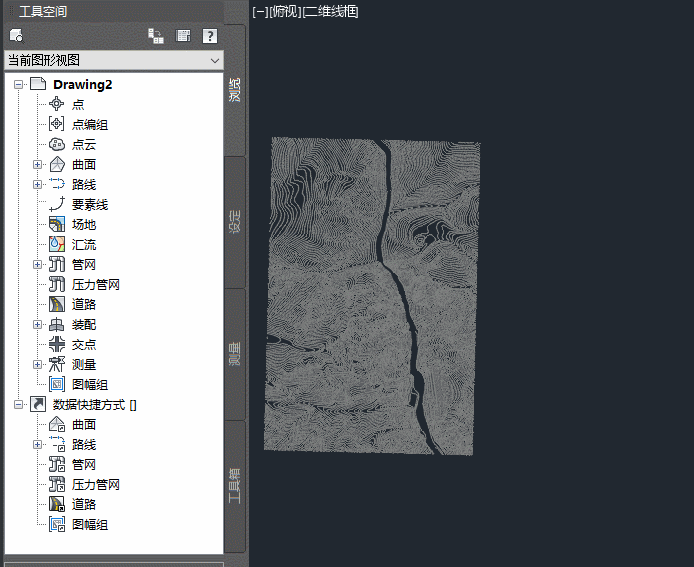 工具空间
[−][俯视][二维线框]
?
当前图形视图
Drawing2
点
点编组
点云
曲面
路线
要素线
场地
汇流
管网
压力管网
道路
装配
交点
测量
图幅组
数据快捷方式 []
曲面
路线
管网
压力管网
道路
图幅组
浏览
设定
测量
工具箱